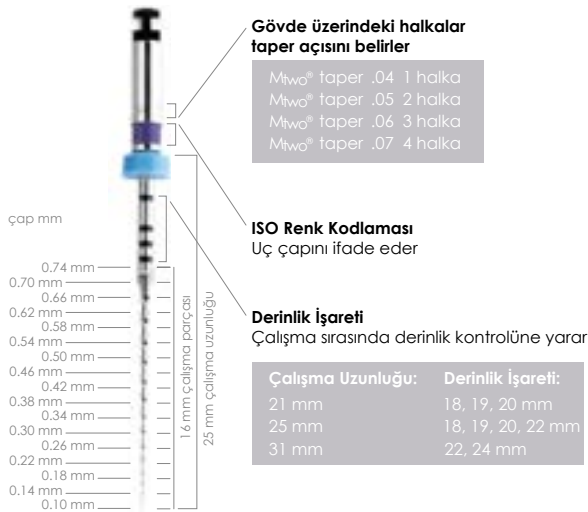 Gövde üzerindeki halkalar
taper açısını belirler
Mtwo® taper .04 1 halka
Mtwo® taper .05 2 halka
Mtwo® taper .06 3 halka
Mtwo® taper .07 4 halka
ISO Renk Kodlaması
Uç çapını ifade eder
Derinlik İşareti
Çalışma sırasında derinlik kontrolüne yarar
Çalışma Uzunluğu: Derinlik İşareti:
21 mm 18, 19, 20 mm
25 mm 18, 19, 20, 22 mm
31 mm 22, 24 mm
çap mm
0.74 mm
0.70 mm
0.66 mm
0.62 mm
0.58 mm
0.54 mm
0.50 mm
0.46 mm
0.42 mm
0.38 mm
0.34 mm
0.30 mm
0.26 mm
0.22 mm
0.18 mm
0.14 mm
0.10 mm
16 mm çalışma parçası
25 mm çalışma uzunluğu